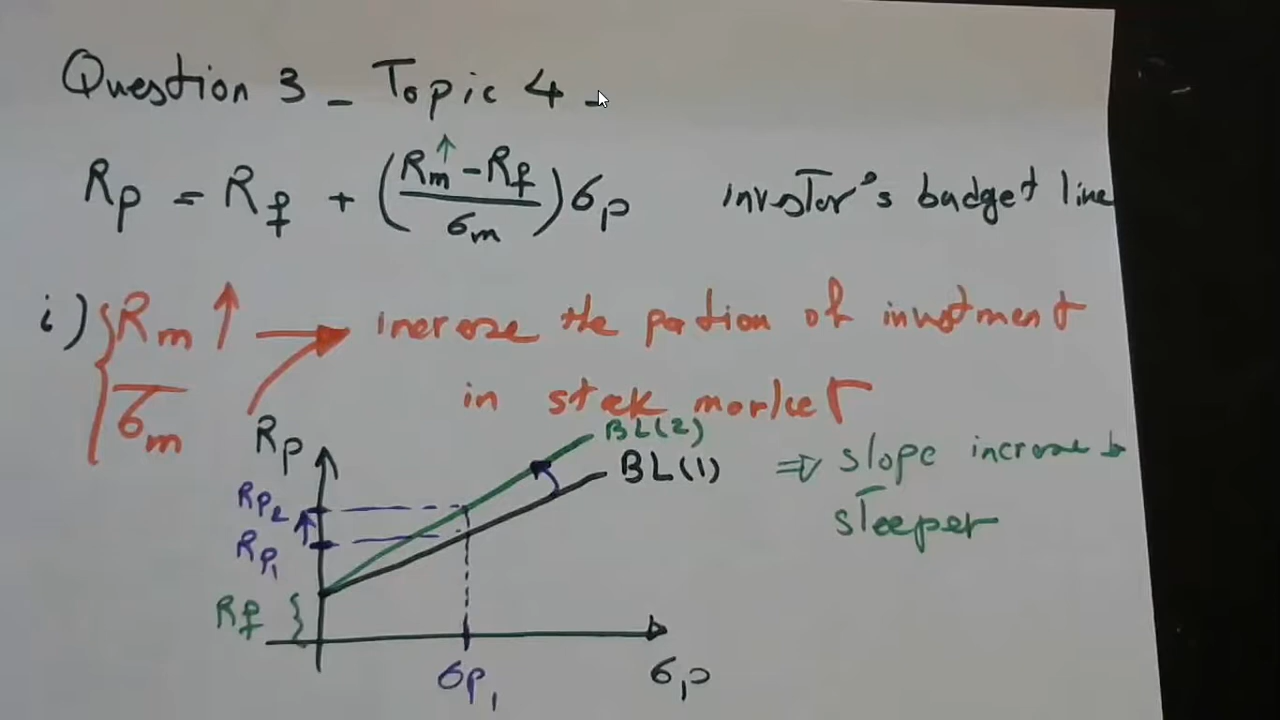 Question 3 - Topic 4 -
Rp = Rf + (Rm↑ - Rf / σm) σp investor's budget line
i) { Rm ↑ → increase the portion of investment
σ̅m in stock market
Rp BL(2)
BL(1) ⇒ slope increase &
Rp2 steeper
Rp1
Rf {
σp1 σp